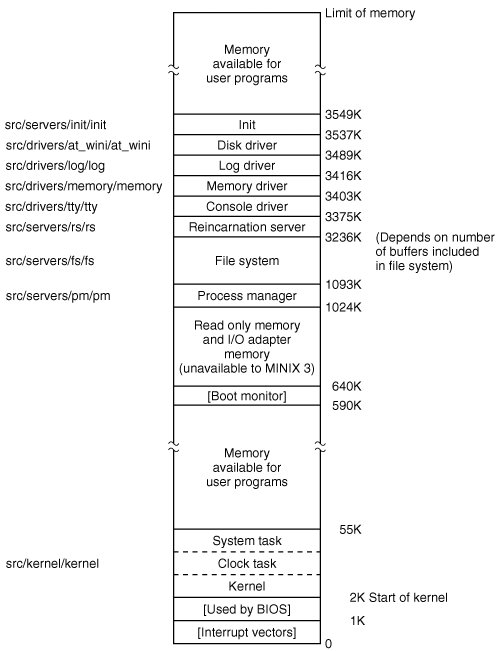 Limit of memory
Memory
available for
user programs
3549K
src/servers/init/init
Init
3537K
src/drivers/at_wini/at_wini
Disk driver
3489K
src/drivers/log/log
Log driver
3416K
src/drivers/memory/memory
Memory driver
3403K
src/drivers/tty/tty
Console driver
3375K
src/servers/rs/rs
Reincarnation server
3236K
(Depends on number
of buffers included
in file system)
src/servers/fs/fs
File system
1093K
src/servers/pm/pm
Process manager
1024K
Read only memory
and I/O adapter
memory
(unavailable to MINIX 3)
640K
[Boot monitor]
590K
Memory
available for
user programs
55K
System task
src/kernel/kernel
Clock task
Kernel
2K Start of kernel
[Used by BIOS]
1K
[Interrupt vectors]
0